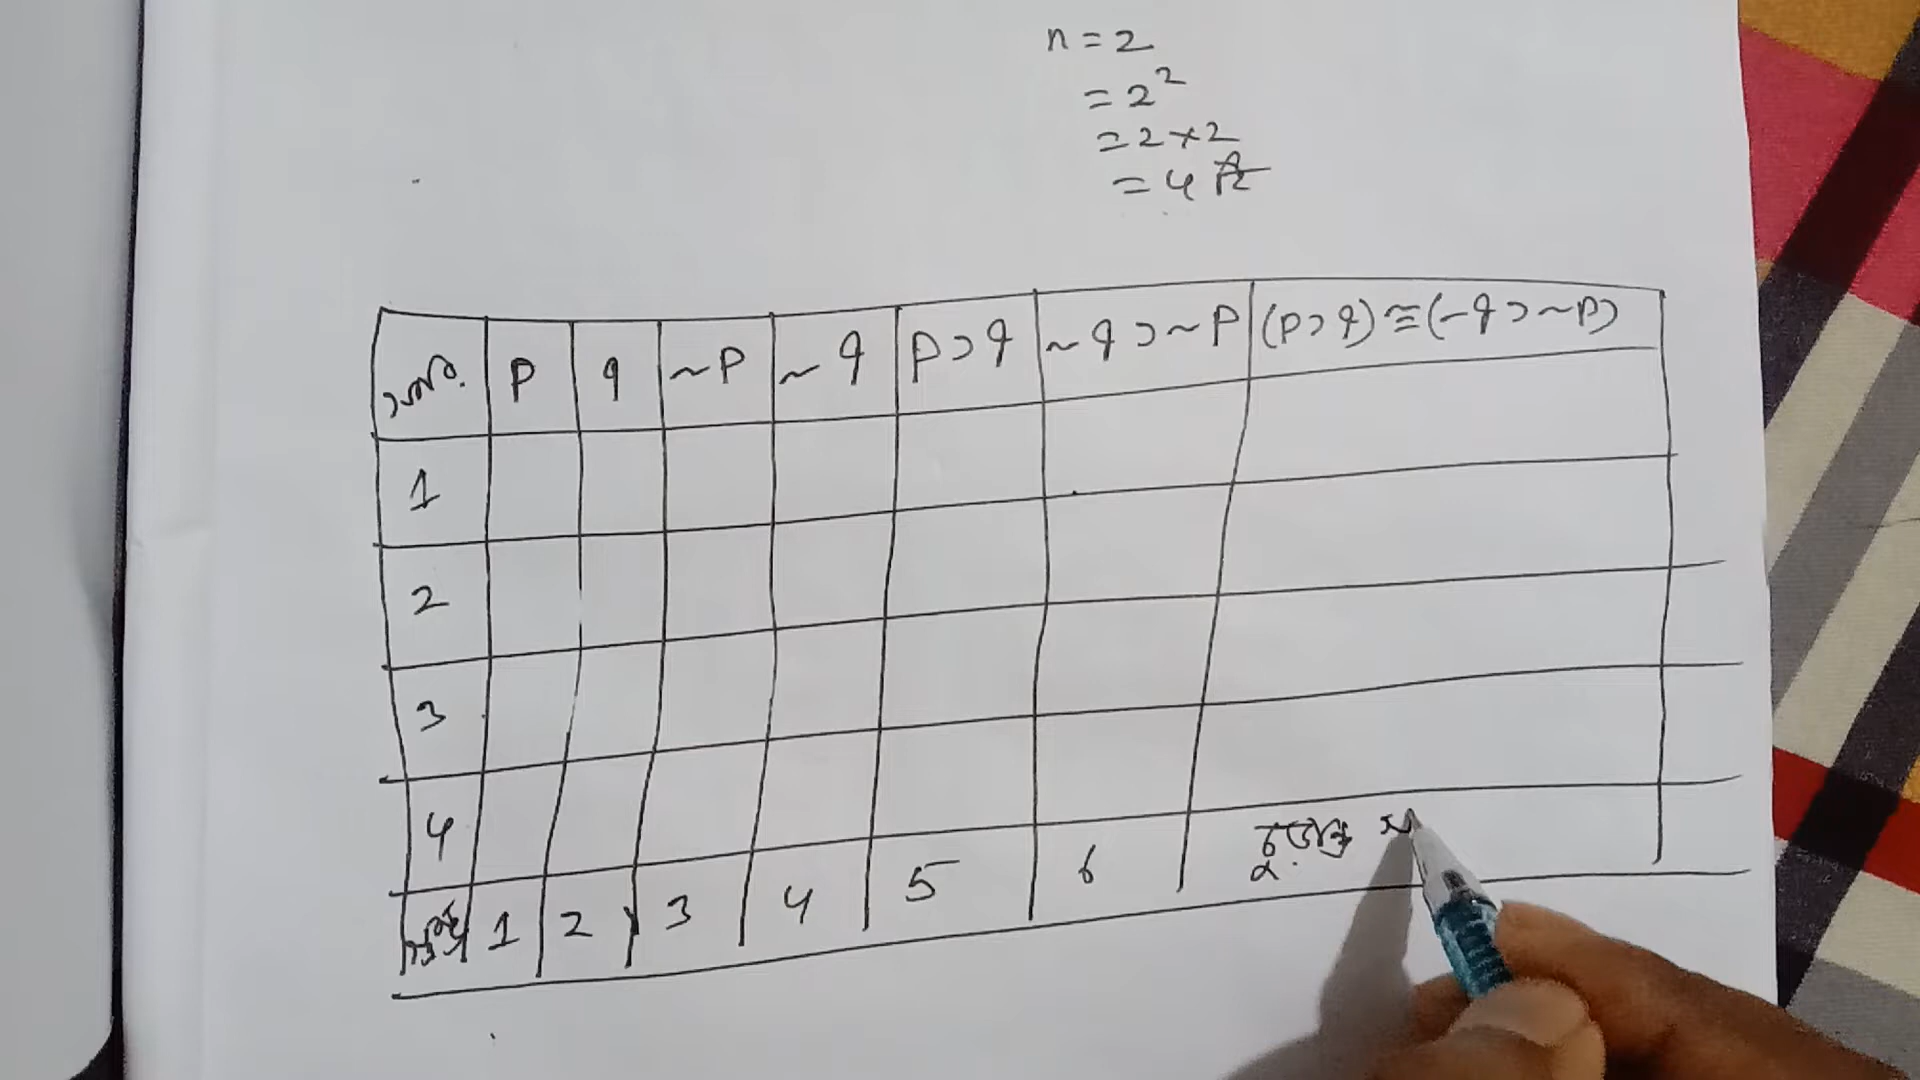 n = 2
= 2²
= 2 × 2
= 4 টি
P q ~P ~q P⊃q ~q⊃~P (P⊃q) ≅ (~q⊃~P)
1
2
3
4
1 2 3 4 5 6